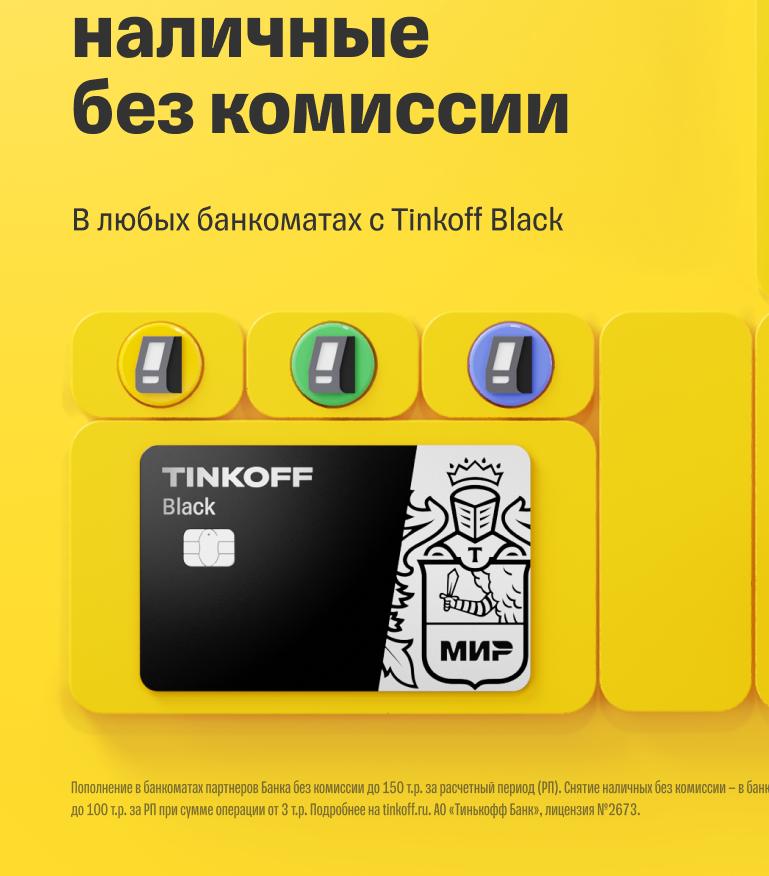 наличные
без комиссии
В любых банкоматах с Tinkoff Black
TINKOFF
Black
T
МИР
Пополнение в банкоматах партнеров Банка без комиссии до 150 т.р. за расчетный период (РП). Снятие наличных без комиссии – в банк
до 100 т.р. за РП при сумме операции от 3 т.р. Подробнее на tinkoff.ru. АО «Тинькофф Банк», лицензия №2673.